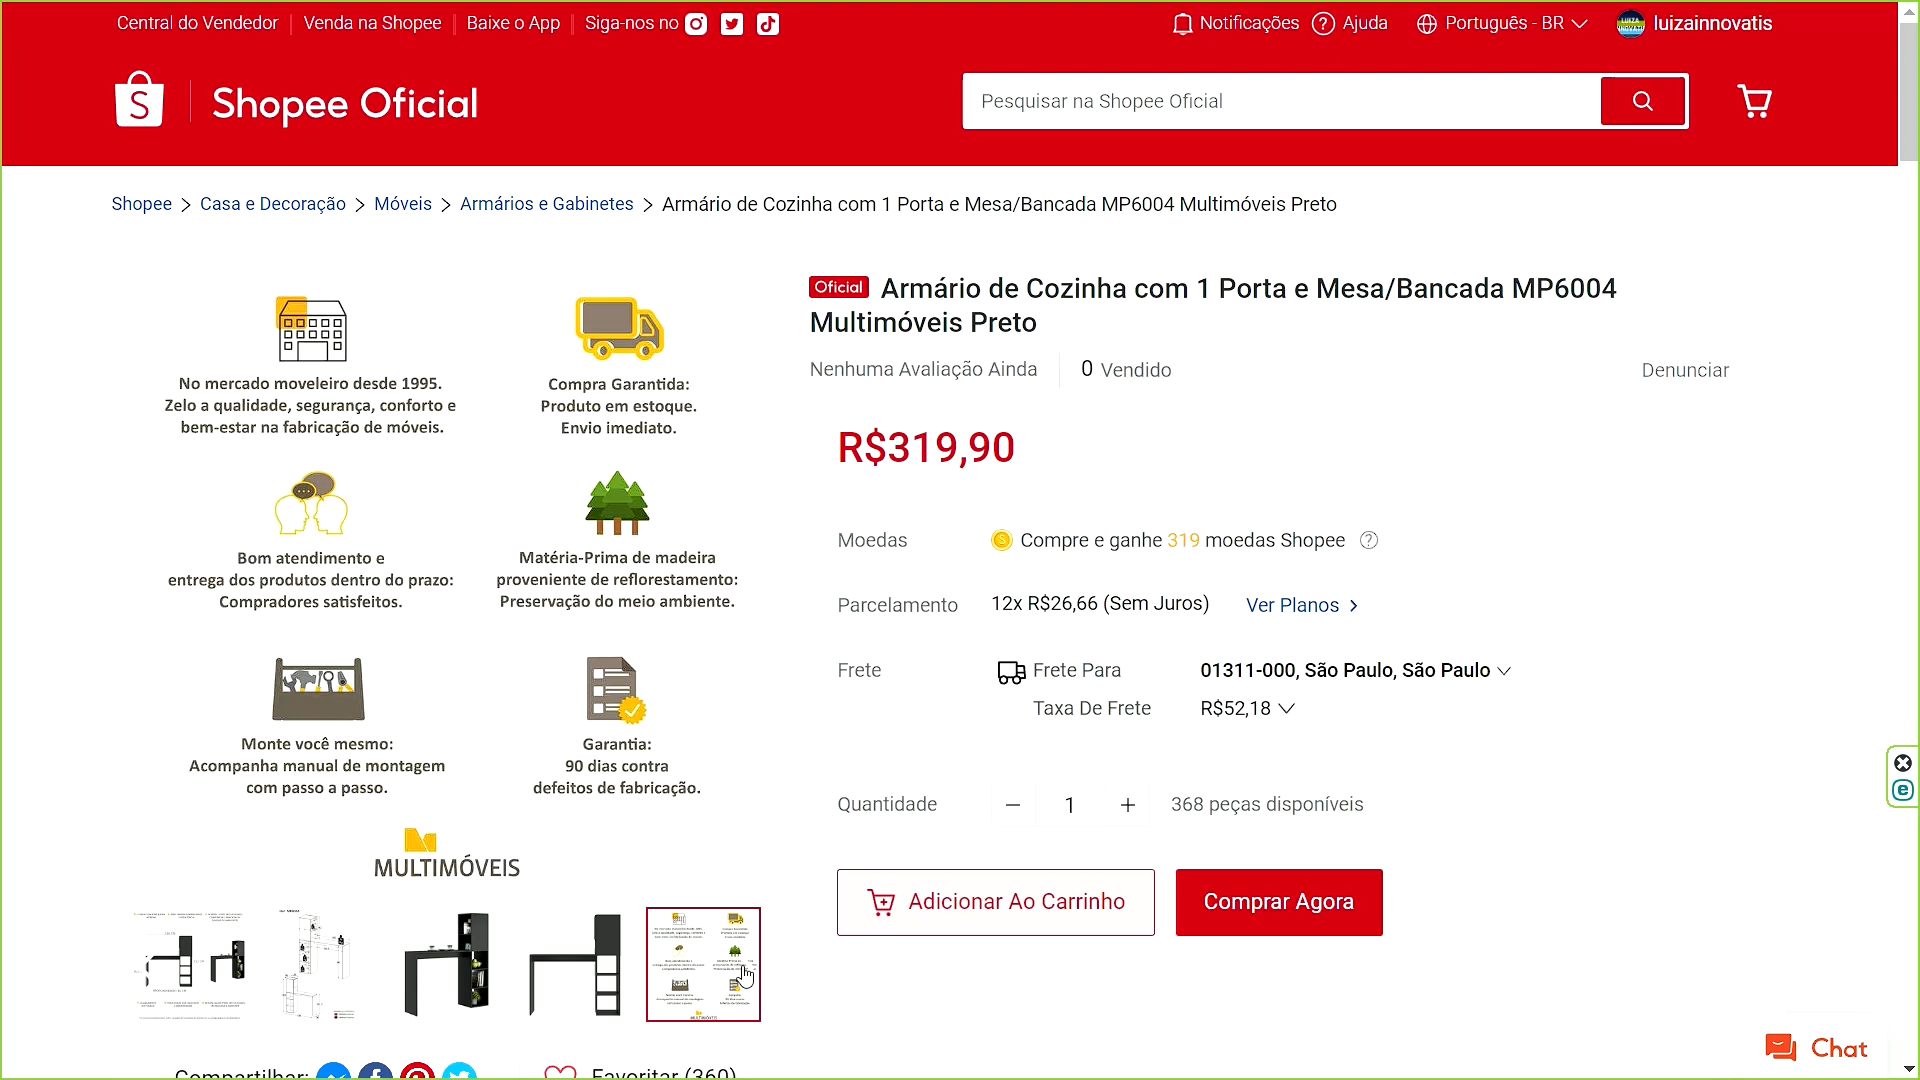 Central do Vendedor
Venda na Shopee
Baixe o App
Siga-nos no
Notificações
Ajuda
Português - BR
luizainnovatis
Shopee Oficial
Pesquisar na Shopee Oficial
Shopee > Casa e Decoração > Móveis > Armários e Gabinetes > Armário de Cozinha com 1 Porta e Mesa/Bancada MP6004 Multimóveis Preto
No mercado moveleiro desde 1995.
Zelo a qualidade, segurança, conforto e
bem-estar na fabricação de móveis.
Compra Garantida:
Produto em estoque.
Envio imediato.
Bom atendimento e
entrega dos produtos dentro do prazo:
Compradores satisfeitos.
Matéria-Prima de madeira
proveniente de reflorestamento:
Preservação do meio ambiente.
Monte você mesmo:
Acompanha manual de montagem
com passo a passo.
Garantia:
90 dias contra
defeitos de fabricação.
MULTIMÓVEIS
Compartilhar:
Favoritar (360)
Oficial Armário de Cozinha com 1 Porta e Mesa/Bancada MP6004
Multimóveis Preto
Nenhuma Avaliação Ainda
0 Vendido
Denunciar
R$319,90
Moedas
Compre e ganhe 319 moedas Shopee
Parcelamento
12x R$26,66 (Sem Juros)
Ver Planos
Frete
Frete Para
01311-000, São Paulo, São Paulo
Taxa De Frete
R$52,18
Quantidade
1
368 peças disponíveis
Adicionar Ao Carrinho
Comprar Agora
Chat